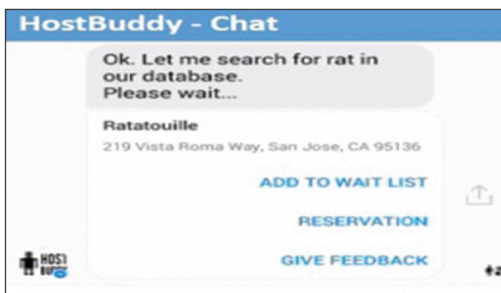 HostBuddy - Chat
Ok. Let me search for rat in
our database.
Please wait...
Ratatouille
219 Vista Roma Way, San Jose, CA 95136
ADD TO WAIT LIST
RESERVATION
HOST
GIVE FEEDBACK